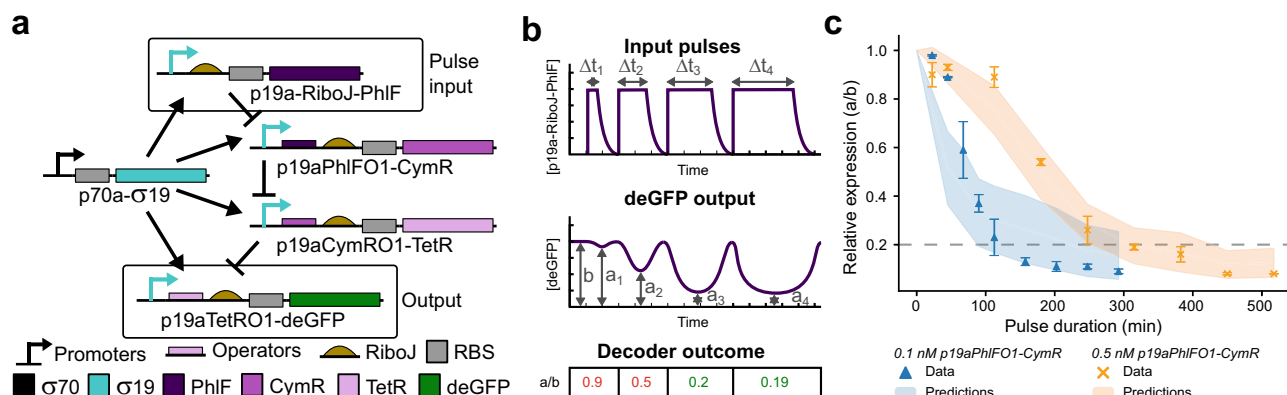 a
Pulse input
p19a-RiboJ-PhlF
p19aPhlFO1-CymR
p70a-σ19
p19aCymRO1-TetR
Output
p19aTetRO1-deGFP
Promoters
Operators
RiboJ
RBS
σ70
σ19
PhlF
CymR
TetR
deGFP
b
Input pulses
Δt1
Δt2
Δt3
Δt4
[p19a-RiboJ-PhlF]
Time
deGFP output
b
a1
a2
a3
a4
[deGFP]
Time
Decoder outcome
a/b
0.9
0.5
0.2
0.19
c
1.0
0.8
0.6
0.4
0.2
0.0
Relative expression (a/b)
0
100
200
300
400
500
Pulse duration (min)
0.1 nM p19aPhlFO1-CymR
Data
Predictions
0.5 nM p19aPhlFO1-CymR
Data
Predictions